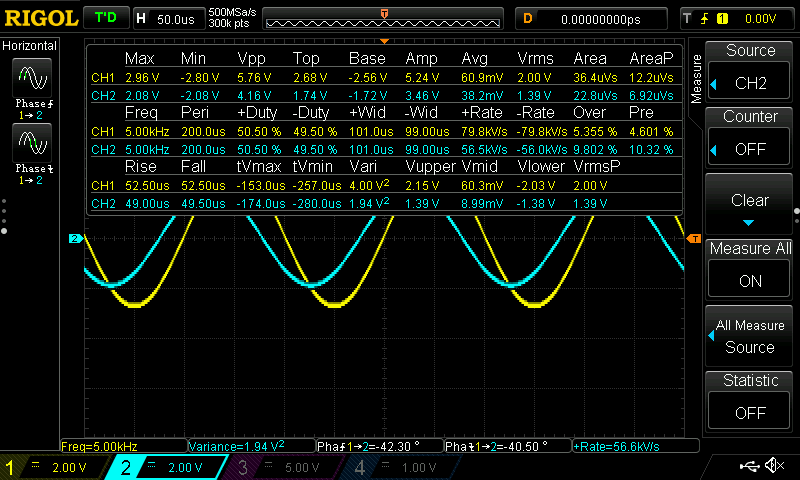 RIGOL T'D H 50.0us 500MSa/s 300k pts T D 0.00000000ps T 1 0.00V
Horizontal
Phase
1→2
Phase
1→2
Max Min Vpp Top Base Amp Avg Vrms Area AreaP
CH1 2.96 V -2.80 V 5.76 V 2.68 V -2.56 V 5.24 V 60.9mV 2.00 V 36.4uVs 12.2uVs
CH2 2.08 V -2.08 V 4.16 V 1.74 V -1.72 V 3.46 V 38.2mV 1.39 V 22.8uVs 6.92uVs
Freq Peri +Duty -Duty +Wid -Wid +Rate -Rate Over Pre
CH1 5.00kHz 200.0us 50.50 % 49.50 % 101.0us 99.00us 79.8kV/s -79.8kV/s 5.355 % 4.601 %
CH2 5.00kHz 200.0us 50.50 % 49.50 % 101.0us 99.00us 56.5kV/s -56.0kV/s 9.802 % 10.32 %
Rise Fall tVmax tVmin Vari Vupper Vmid Vlower VrmsP
CH1 52.50us 52.50us -153.0us -257.0us 4.00 V² 2.15 V 60.3mV -2.03 V 2.00 V
CH2 49.00us 49.50us -174.0us -280.0us 1.94 V² 1.39 V 8.99mV -1.38 V 1.39 V
2
T
Measure
Source
CH2
Counter
OFF
Clear
Measure All
ON
All Measure
Source
Statistic
OFF
Freq=5.00kHz Variance=1.94 V² Pha1→2=-42.30 ° Pha1→2=-40.50 ° +Rate=56.6kV/s
1 2.00 V 2 2.00 V 3 5.00 V 4 1.00 V